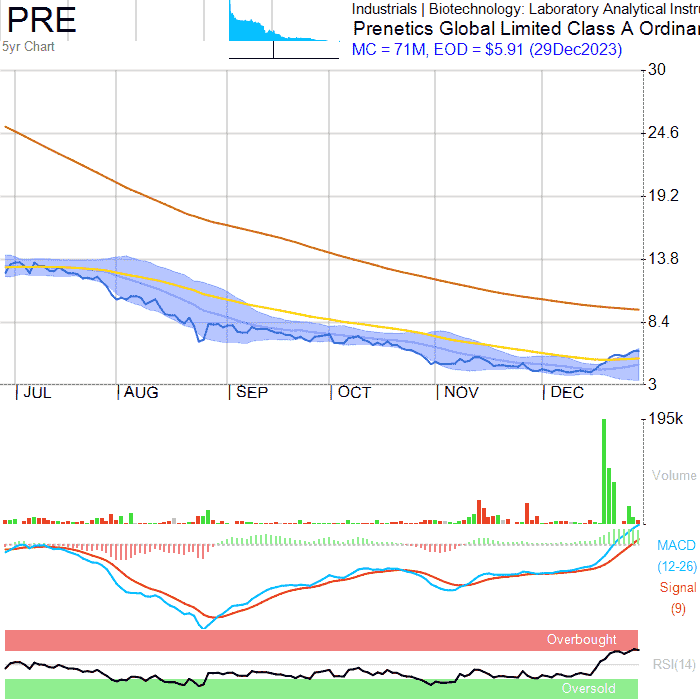 PRE
5yr Chart
Industrials | Biotechnology: Laboratory Analytical Instru
Prenetics Global Limited Class A Ordinar
MC = 71M, EOD = $5.91 (29Dec2023)
30
24.6
19.2
13.8
8.4
3
JUL AUG SEP OCT NOV DEC
195k
Volume
MACD
(12-26)
Signal
(9)
Overbought
RSI(14)
Oversold